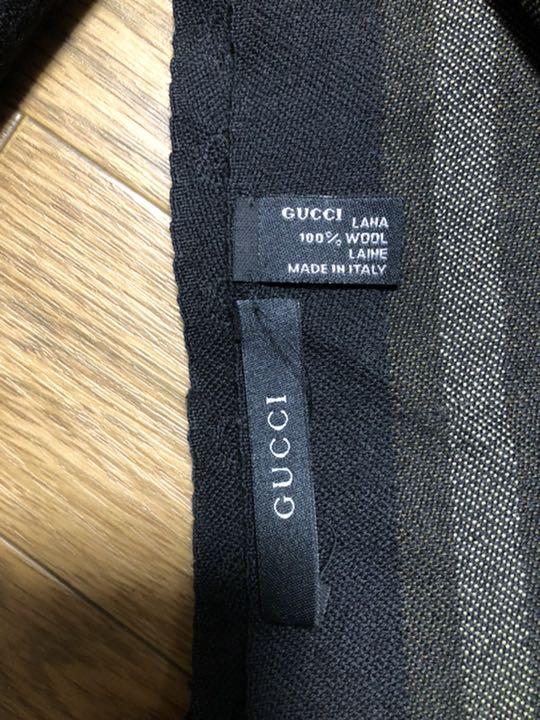 GUCCI LANA
100% WOOL
LAINE
MADE IN ITALY
GUCCI